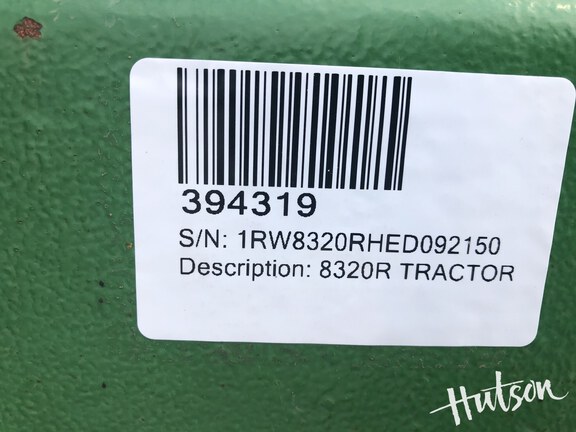 394319
S/N: 1RW8320RHED092150
Description: 8320R TRACTOR
Hutson